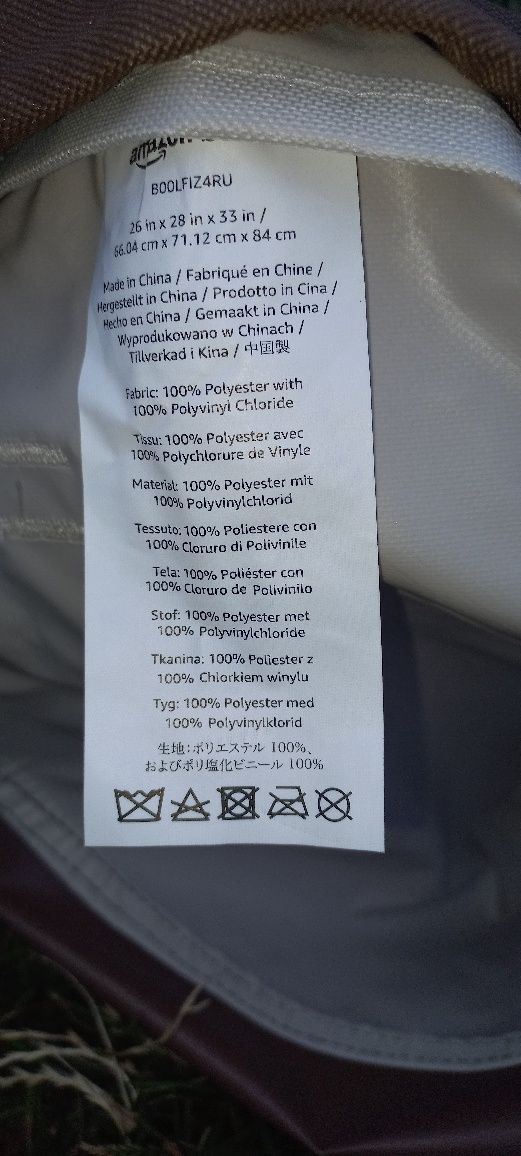 amazon
B00LFIZ4RU
26 in x 28 in x 33 in /
66.04 cm x 71.12 cm x 84 cm
Made in China / Fabriqué en Chine /
Hergestellt in China / Prodotto in Cina /
Hecho en China / Gemaakt in China /
Wyprodukowano w Chinach /
Tillverkad i Kina / 中国製
Fabric: 100% Polyester with
100% Polyvinyl Chloride
Tissu: 100% Polyester avec
100% Polychlorure de Vinyle
Material: 100% Polyester mit
100% Polyvinylchlorid
Tessuto: 100% Poliestere con
100% Cloruro di Polivinile
Tela: 100% Poliéster con
100% Cloruro de Polivinilo
Stof: 100% Polyester met
100% Polyvinylchloride
Tkanina: 100% Poliester z
100% Chlorkiem winylu
Tyg: 100% Polyester med
100% Polyvinylklorid
生地：ポリエステル 100%、
およびポリ塩化ビニール 100%